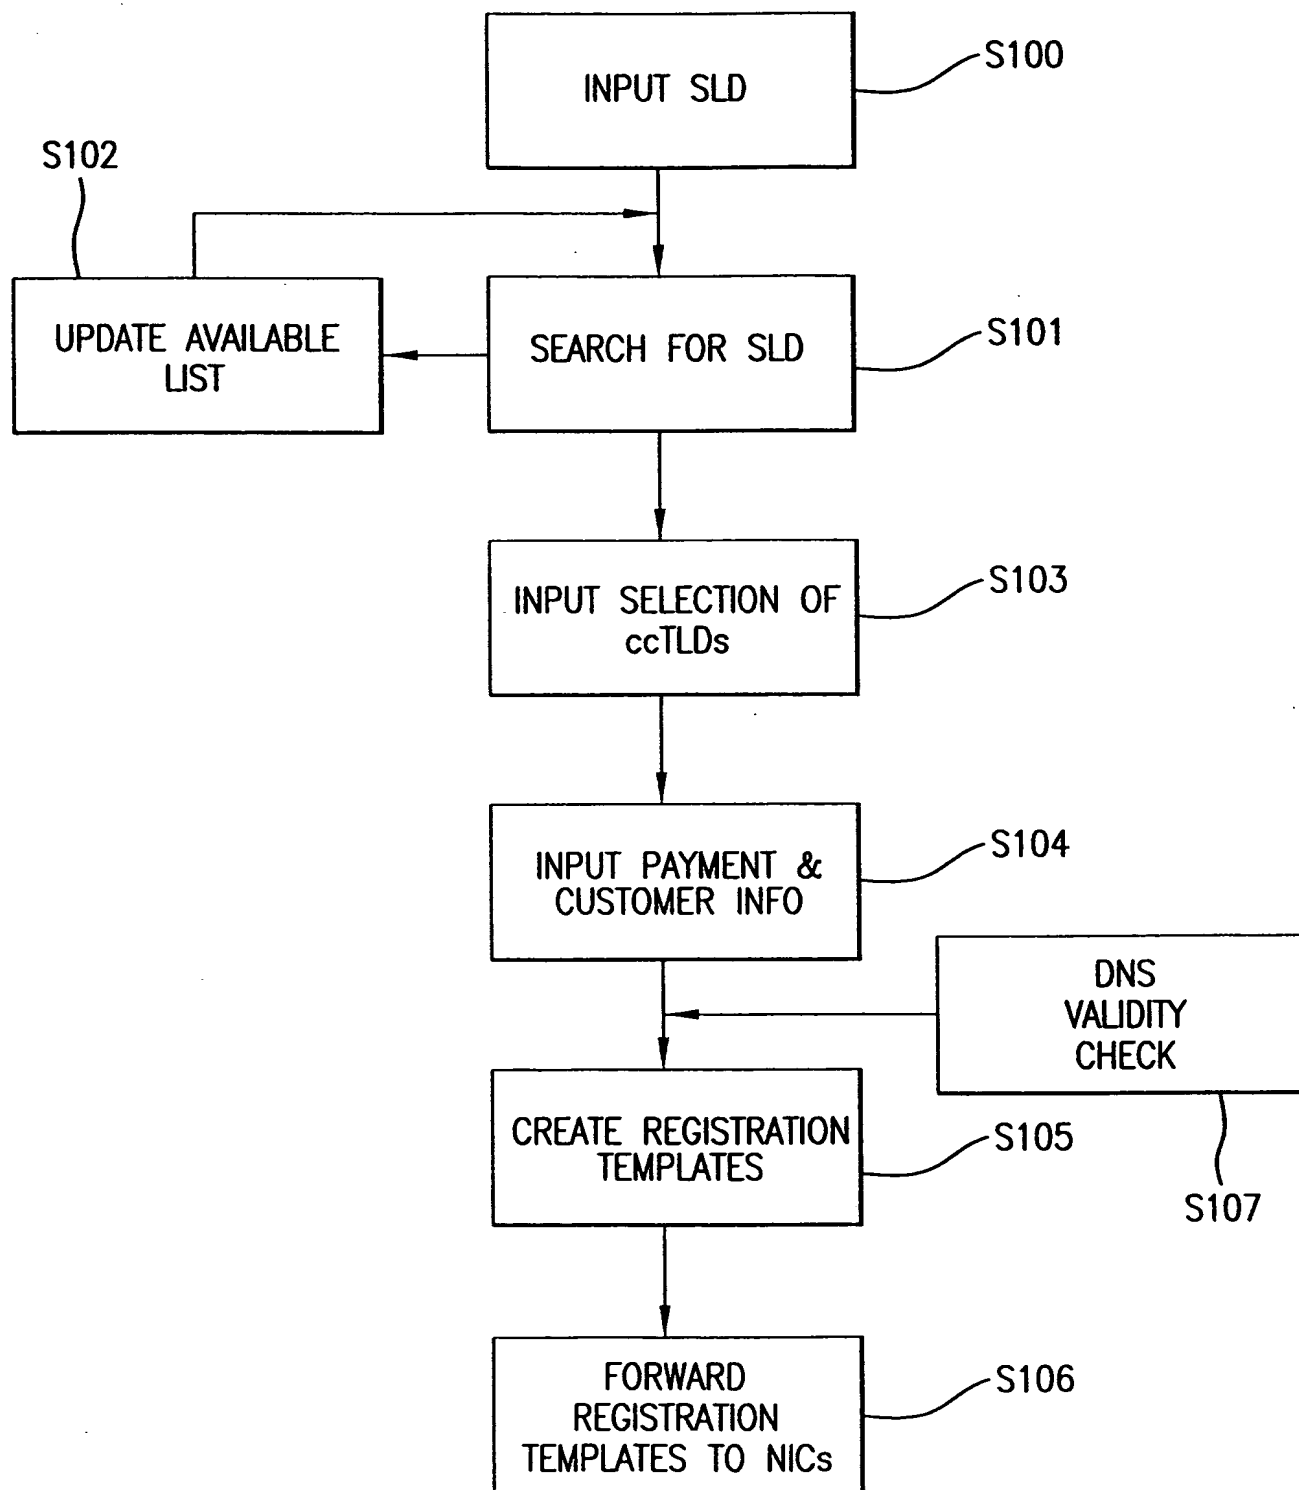 INPUT SLD
S100
S102
UPDATE AVAILABLE
LIST
SEARCH FOR SLD
S101
INPUT SELECTION OF
ccTLDs
S103
INPUT PAYMENT &
CUSTOMER INFO
S104
DNS
VALIDITY
CHECK
S107
CREATE REGISTRATION
TEMPLATES
S105
FORWARD
REGISTRATION
TEMPLATES TO NICs
S106